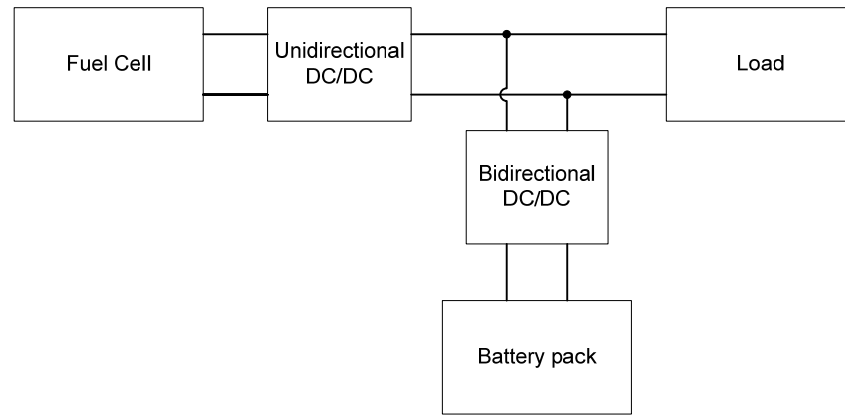 Fuel Cell
Unidirectional
DC/DC
Load
Bidirectional
DC/DC
Battery pack